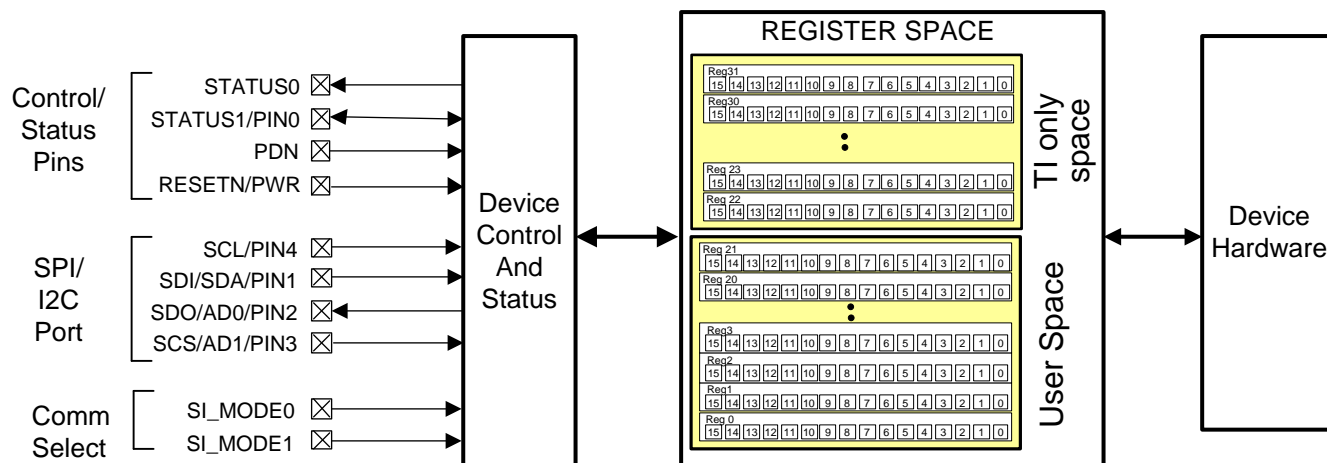 Control/
Status
Pins
STATUS0
STATUS1/PIN0
PDN
RESETN/PWR
SPI/
I2C
Port
SCL/PIN4
SDI/SDA/PIN1
SDO/AD0/PIN2
SCS/AD1/PIN3
Comm
Select
SI_MODE0
SI_MODE1
Device
Control
And
Status
REGISTER SPACE
Reg31
15 14 13 12 11 10 9 8 7 6 5 4 3 2 1 0
Reg30
15 14 13 12 11 10 9 8 7 6 5 4 3 2 1 0
Reg 23
15 14 13 12 11 10 9 8 7 6 5 4 3 2 1 0
Reg 22
15 14 13 12 11 10 9 8 7 6 5 4 3 2 1 0
TI only
space
Reg 21
15 14 13 12 11 10 9 8 7 6 5 4 3 2 1 0
Reg 20
15 14 13 12 11 10 9 8 7 6 5 4 3 2 1 0
Reg3
15 14 13 12 11 10 9 8 7 6 5 4 3 2 1 0
Reg2
15 14 13 12 11 10 9 8 7 6 5 4 3 2 1 0
Reg1
15 14 13 12 11 10 9 8 7 6 5 4 3 2 1 0
Reg 0
15 14 13 12 11 10 9 8 7 6 5 4 3 2 1 0
User Space
Device
Hardware